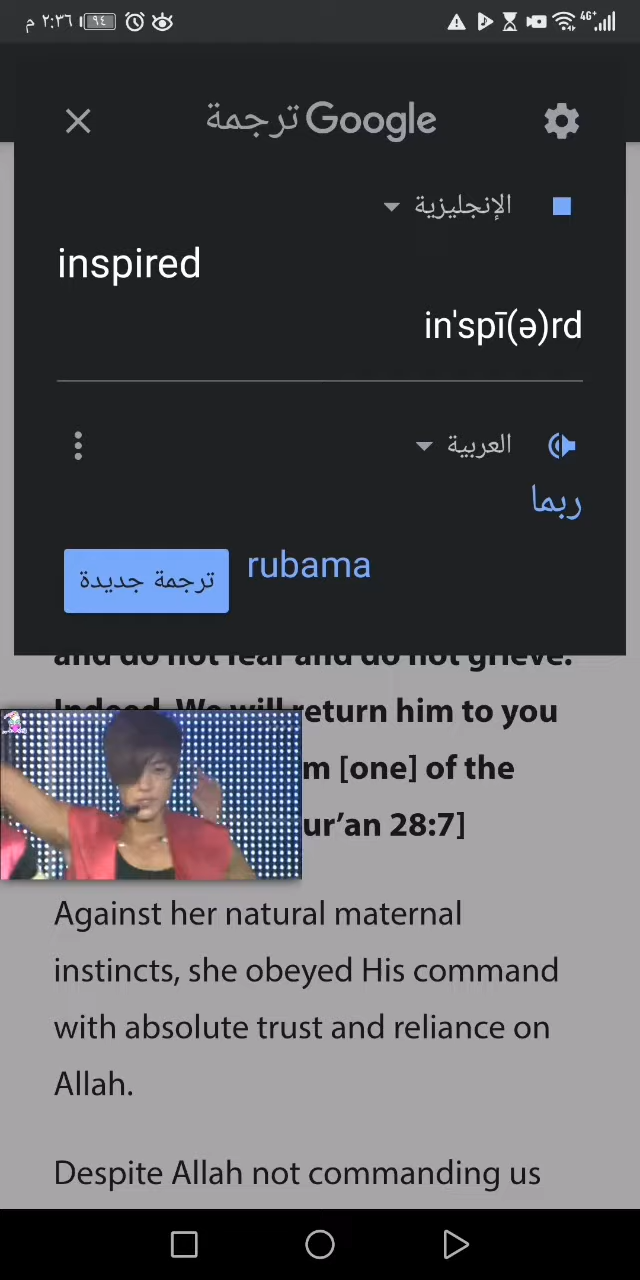 م ٢:٣٦ ٩٤ 4G+
ترجمة Google
الإنجليزية
inspired
in'spī(ə)rd
العربية
ربما
rubama
ترجمة جديدة
and do not fear and do not grieve.
Indeed, We will return him to you
m [one] of the
ur’an 28:7]
Against her natural maternal
instincts, she obeyed His command
with absolute trust and reliance on
Allah.
Despite Allah not commanding us